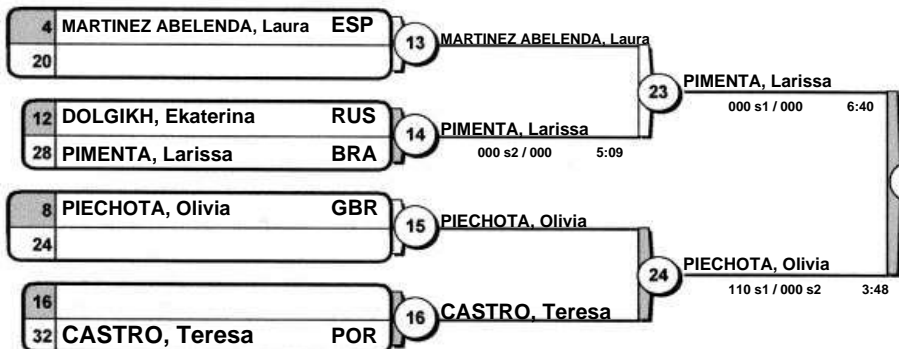 4 MARTINEZ ABELENDA, Laura ESP
20
13 MARTINEZ ABELENDA, Laura
12 DOLGIKH, Ekaterina RUS
28 PIMENTA, Larissa BRA
14 PIMENTA, Larissa
000 s2 / 000 5:09
23 PIMENTA, Larissa
000 s1 / 000 6:40
8 PIECHOTA, Olivia GBR
24
15 PIECHOTA, Olivia
16
32 CASTRO, Teresa POR
16 CASTRO, Teresa
24 PIECHOTA, Olivia
110 s1 / 000 s2 3:48